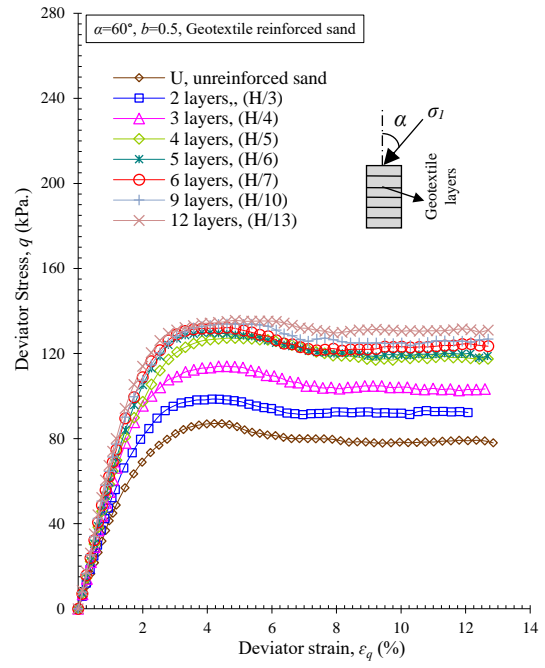 280
240
200
160
120
80
40
0
Deviator Stress, q (kPa.)
α=60°, b=0.5, Geotextile reinforced sand
U, unreinforced sand
2 layers,, (H/3)
3 layers, (H/4)
4 layers, (H/5)
5 layers, (H/6)
6 layers, (H/7)
9 layers, (H/10)
12 layers, (H/13)
α
σ1
Geotextile
layers
2 4 6 8 10 12 14
Deviator strain, εq (%)